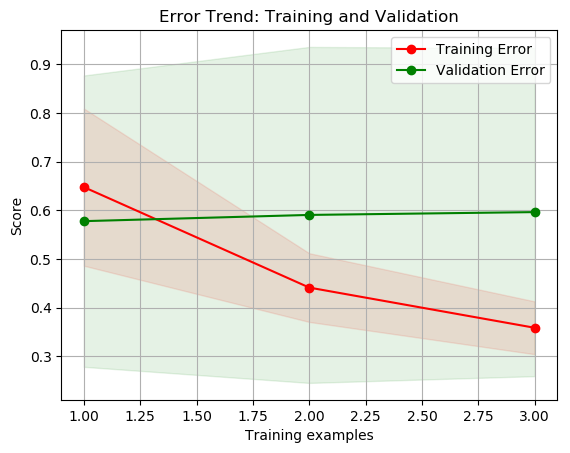 Error Trend: Training and Validation
Training Error
Validation Error
0.9
0.8
0.7
0.6
0.5
0.4
0.3
Score
1.00 1.25 1.50 1.75 2.00 2.25 2.50 2.75 3.00
Training examples